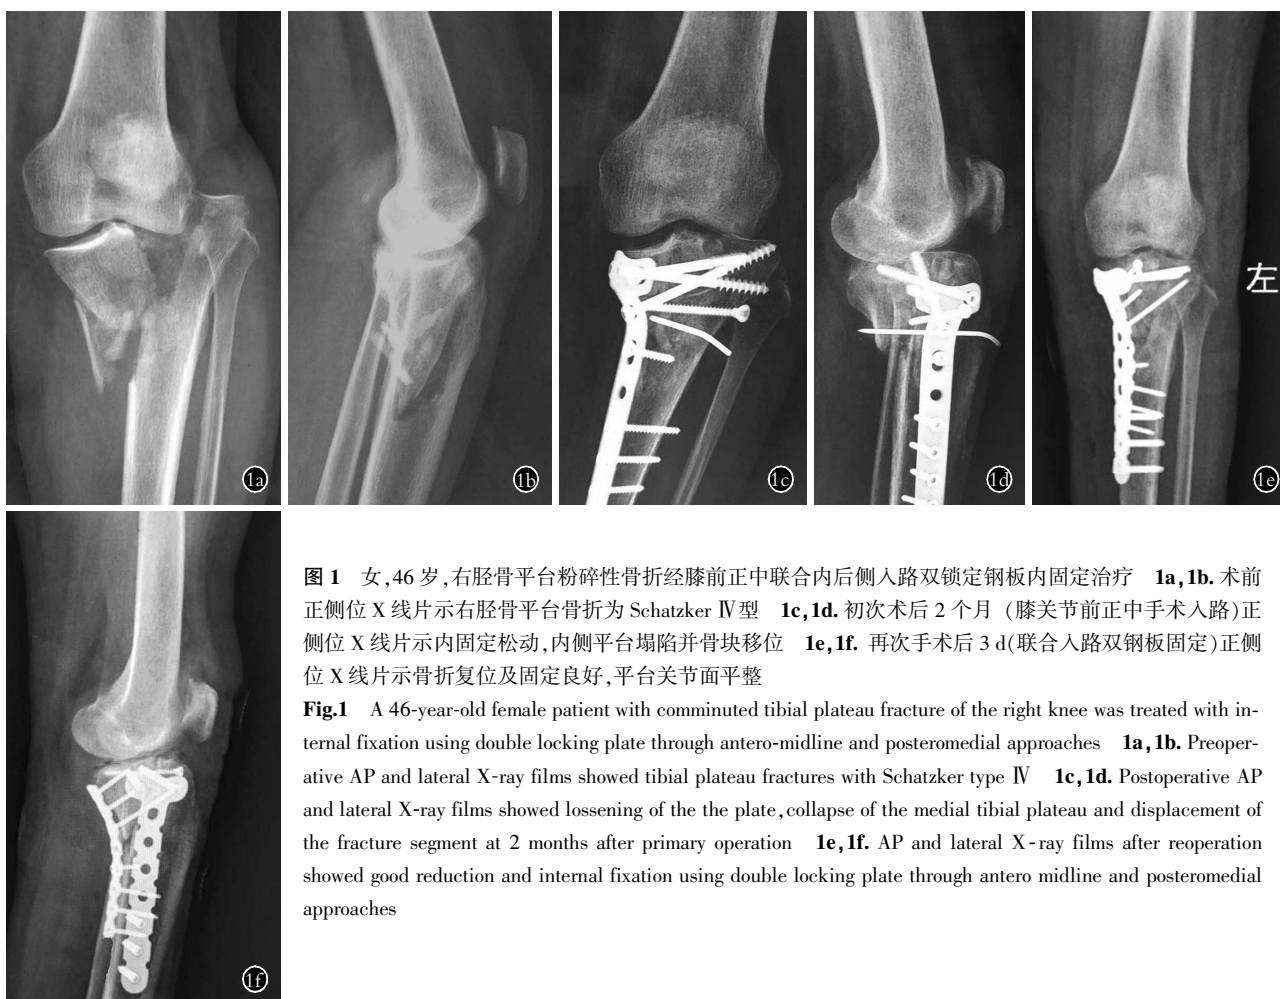 1a
1b
1c
1d
左
1e
1f
图 1 女,46 岁,右胫骨平台粉碎性骨折经膝前正中联合内后侧入路双锁定钢板内固定治疗 1a,1b. 术前
正侧位 X 线片示右胫骨平台骨折为 Schatzker Ⅳ型 1c,1d. 初次术后 2 个月 (膝关节前正中手术入路)正
侧位 X 线片示内固定松动,内侧平台塌陷并骨块移位 1e,1f. 再次手术后 3 d(联合入路双钢板固定)正侧
位 X 线片示骨折复位及固定良好,平台关节面平整
Fig.1 A 46-year-old female patient with comminuted tibial plateau fracture of the right knee was treated with in-
ternal fixation using double locking plate through antero-midline and posteromedial approaches 1a,1b. Preoper-
ative AP and lateral X-ray films showed tibial plateau fractures with Schatzker type Ⅳ 1c,1d. Postoperative AP
and lateral X-ray films showed lossening of the the plate,collapse of the medial tibial plateau and displacement of
the fracture segment at 2 months after primary operation 1e,1f. AP and lateral X-ray films after reoperation
showed good reduction and internal fixation using double locking plate through antero midline and posteromedial
approaches